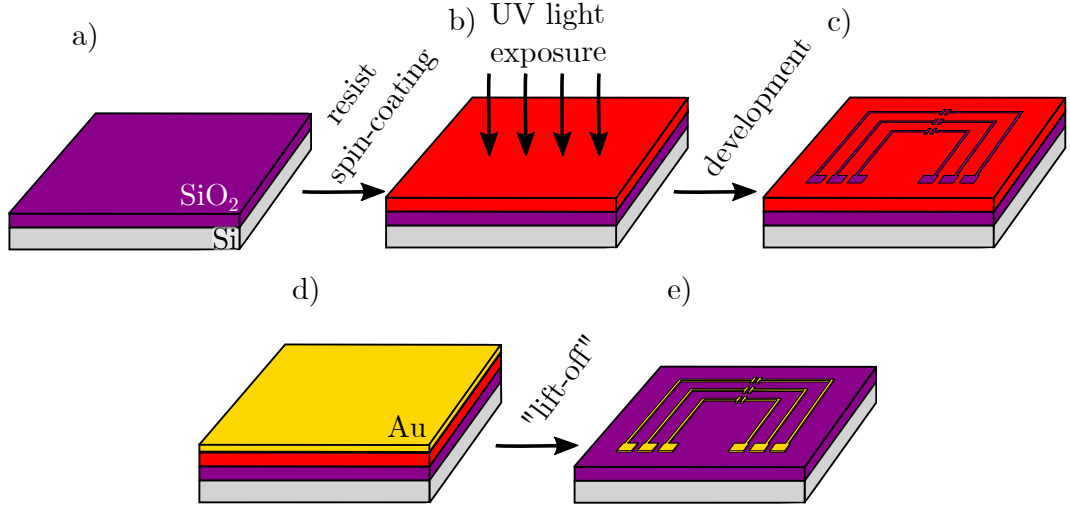 a)
SiO₂
Si
resist
spin-coating
b)
UV light
exposure
development
c)
d)
Au
"lift-off"
e)